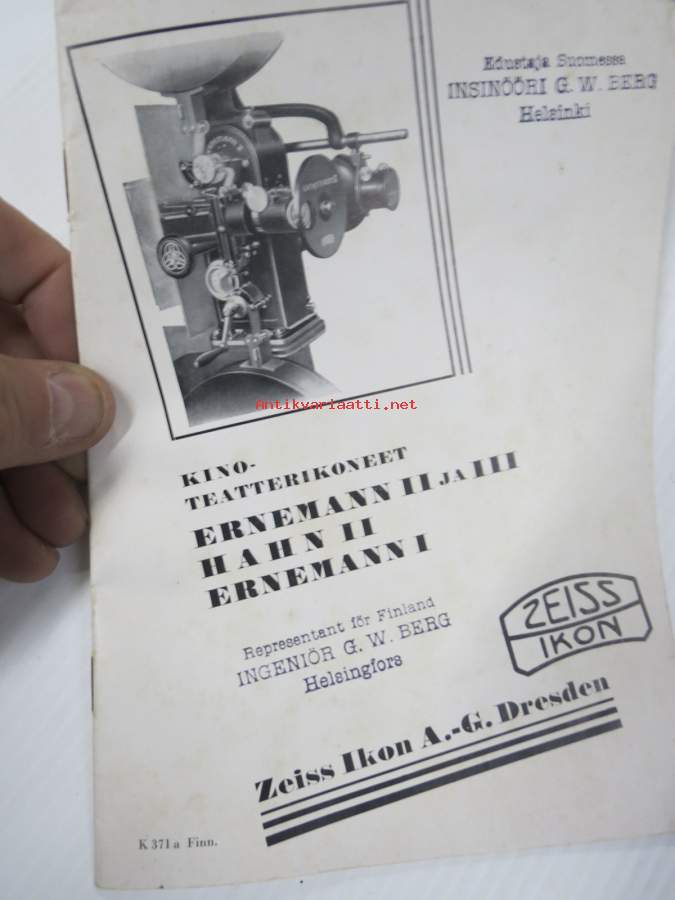 Edustaja Suomessa
INSINÖÖRI G. W. BERG
Helsinki
Antikvariaatti.net
KINO-
TEATTERIKONEET
ERNEMANN II JA III
HAHN II
ERNEMANN I
Representant för Finland
INGENIÖR G. W. BERG
Helsingfors
ZEISS
IKON
Zeiss Ikon A.-G. Dresden
K 371 a Finn.